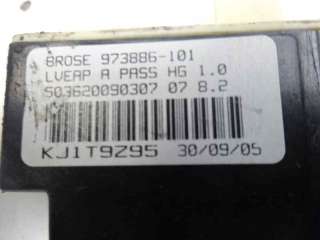 BROSE 973886-101
LVEAP A PASS HG 1.0
S03620090307 07 8.2
KJ1T9Z95 30/09/05